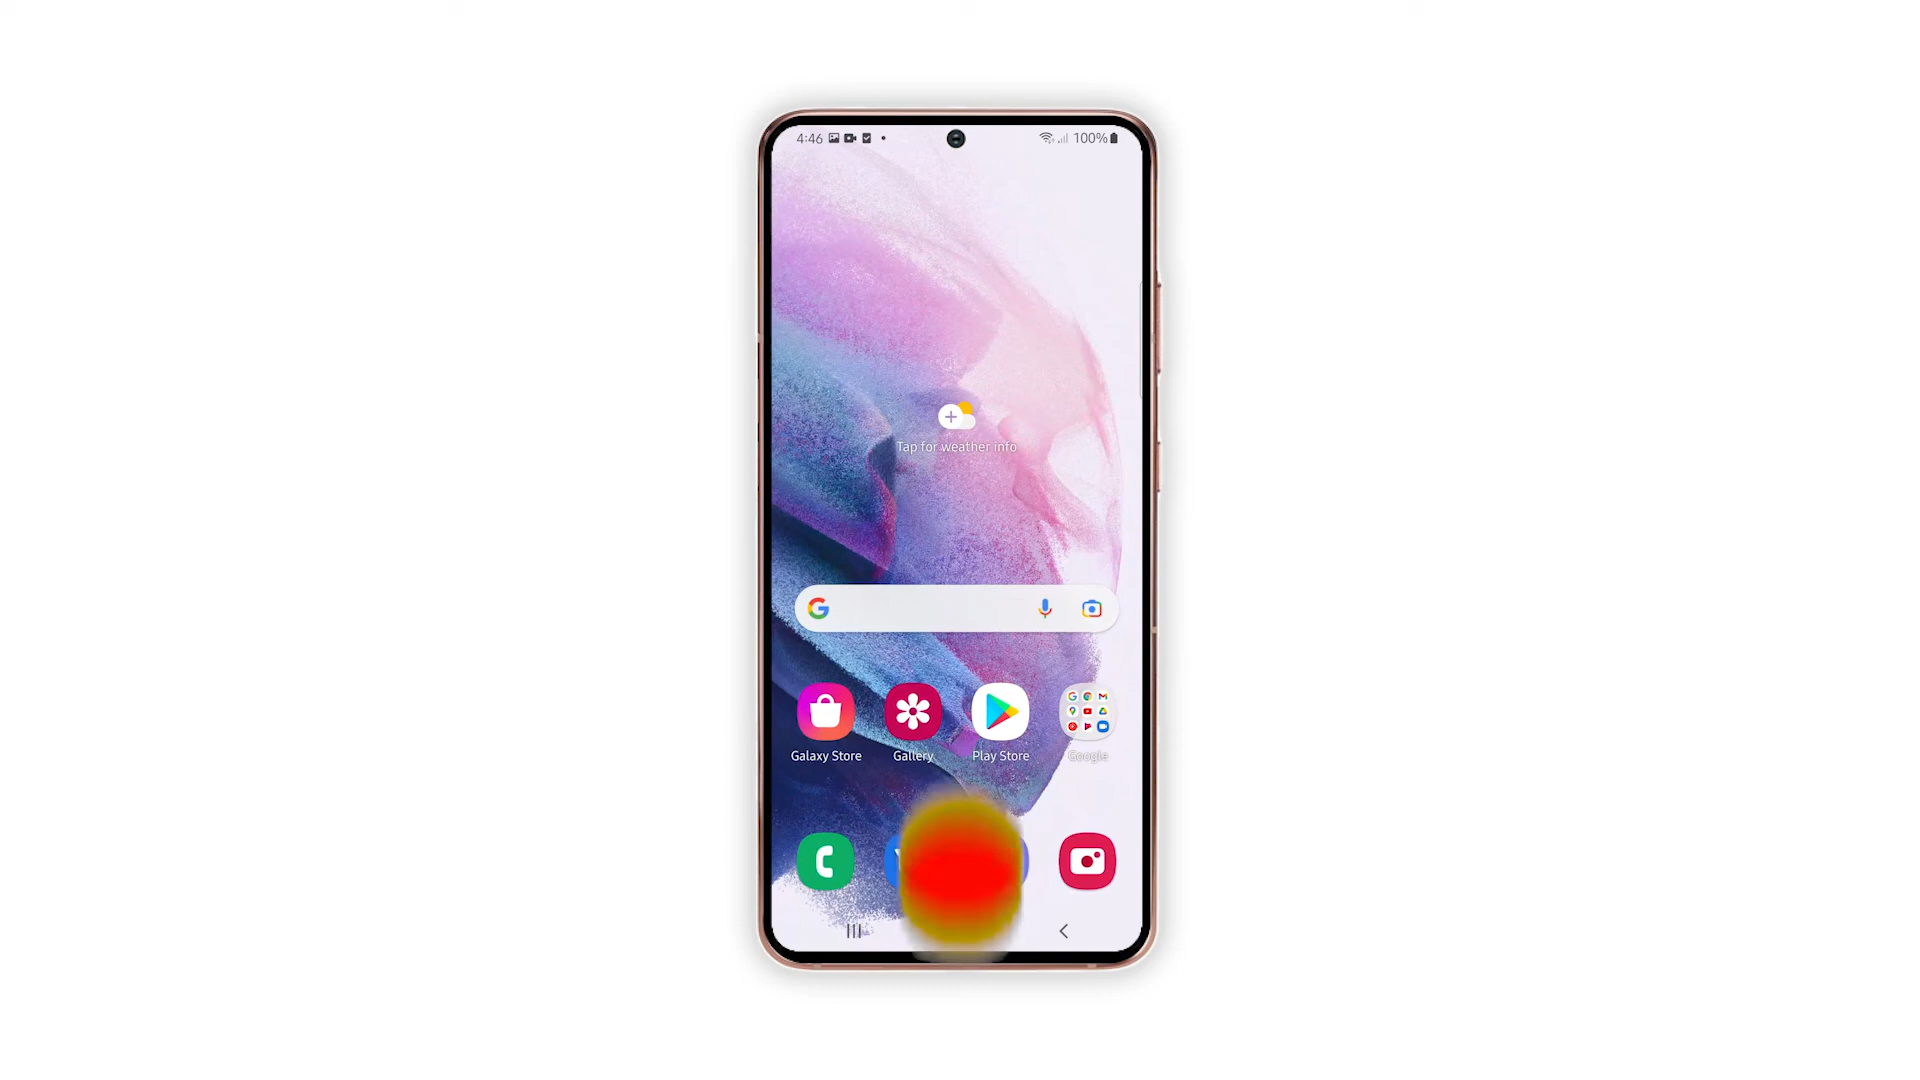 4:46
100%
Tap for weather info
Galaxy Store
Gallery
Play Store
Google